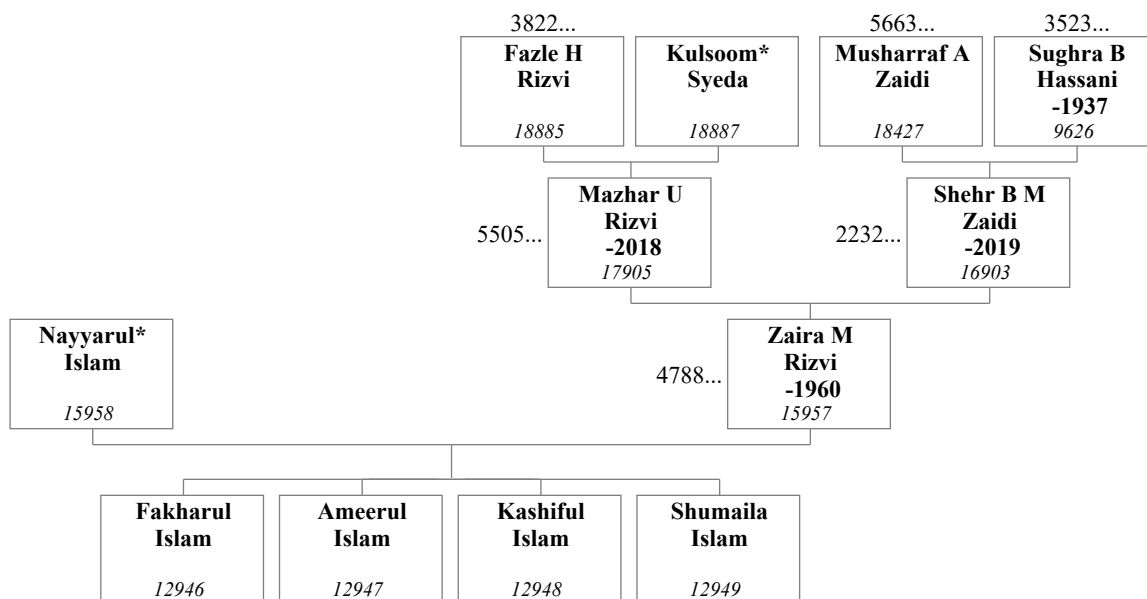 3822...
5663...
3523...
Fazle H
Rizvi
18885
Kulsoom*
Syeda
18887
Musharraf A
Zaidi
18427
Sughra B
Hassani
-1937
9626
5505...
Mazhar U
Rizvi
-2018
17905
2232...
Shehr B M
Zaidi
-2019
16903
Nayyarul*
Islam
15958
4788...
Zaira M
Rizvi
-1960
15957
Fakharul
Islam
12946
Ameerul
Islam
12947
Kashiful
Islam
12948
Shumaila
Islam
12949